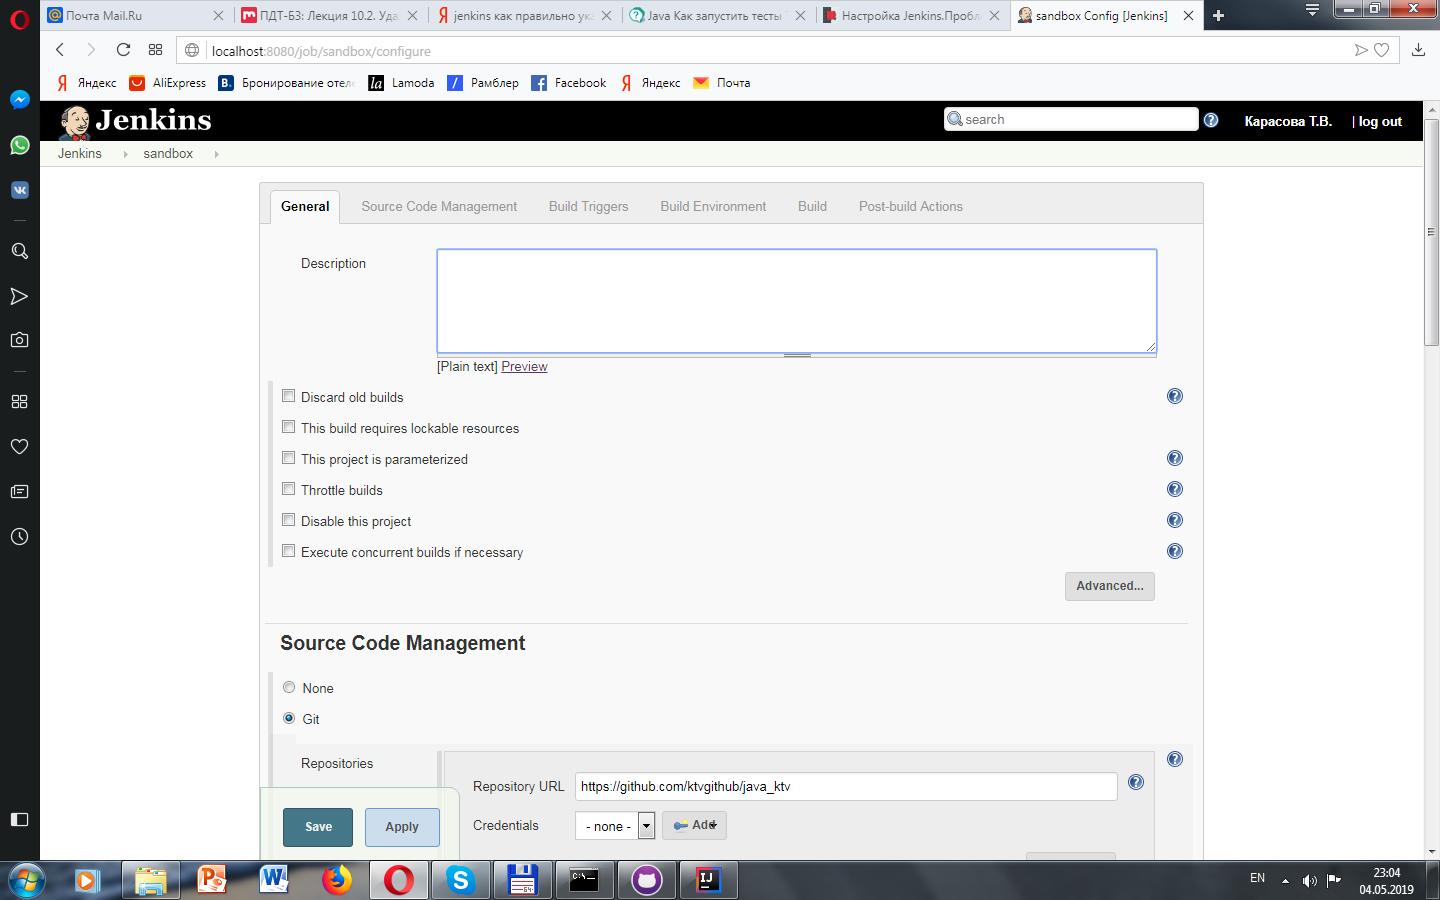 Почта Mail.Ru
ПДТ-Б3: Лекция 10.2. Уда
jenkins как правильно ука
Java Как запустить тесты
Настройка Jenkins.Пробл
sandbox Config [Jenkins]
localhost:8080/job/sandbox/configure
Яндекс
AliExpress
Бронирование отеле
Lamoda
Рамблер
Facebook
Яндекс
Почта
Jenkins
search
Карасова Т.В.
| log out
Jenkins
sandbox
General
Source Code Management
Build Triggers
Build Environment
Build
Post-build Actions
Description
[Plain text] Preview
Discard old builds
This build requires lockable resources
This project is parameterized
Throttle builds
Disable this project
Execute concurrent builds if necessary
Advanced...
Source Code Management
None
Git
Repositories
Repository URL
https://github.com/ktvgithub/java_ktv
Credentials
- none -
Add
Save
Apply
EN
23:04
04.05.2019